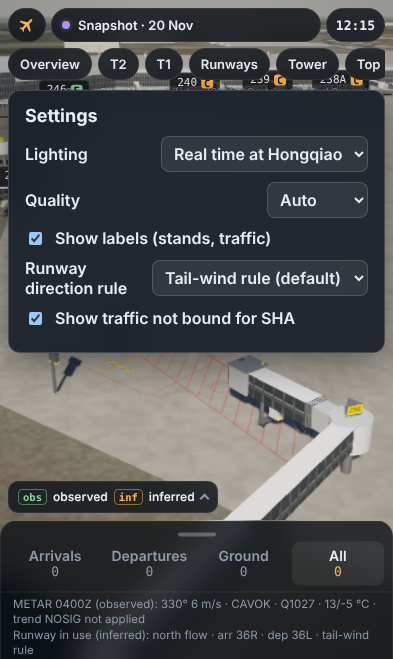 Snapshot · 20 Nov
12:15
Overview
T2
T1
Runways
Tower
Top
246 C
240 C
239 C
238A C
Settings
Lighting
Real time at Hongqiao
Quality
Auto
Show labels (stands, traffic)
Runway
direction rule
Tail-wind rule (default)
Show traffic not bound for SHA
obs observed inf inferred
Arrivals
0
Departures
0
Ground
0
All
0
METAR 0400Z (observed): 330° 6 m/s · CAVOK · Q1027 · 13/-5 °C ·
trend NOSIG not applied
Runway in use (inferred): north flow · arr 36R · dep 36L · tail-wind
rule